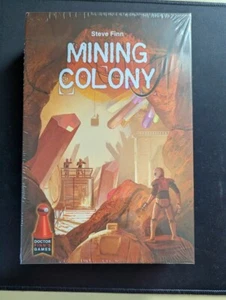 Steve Finn
MINING
COLONY
DOCTOR
FINN'S
GAMES